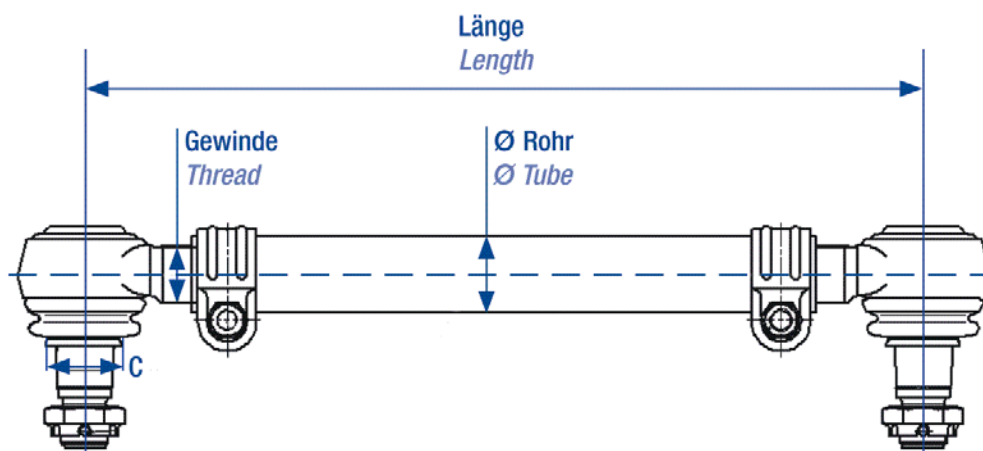 Länge
Length
Gewinde
Thread
Ø Rohr
Ø Tube
C